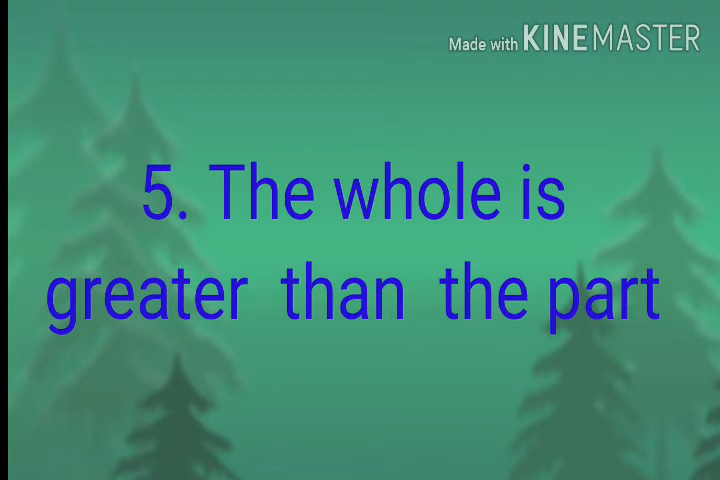 Made with KINEMASTER
5. The whole is
greater than the part